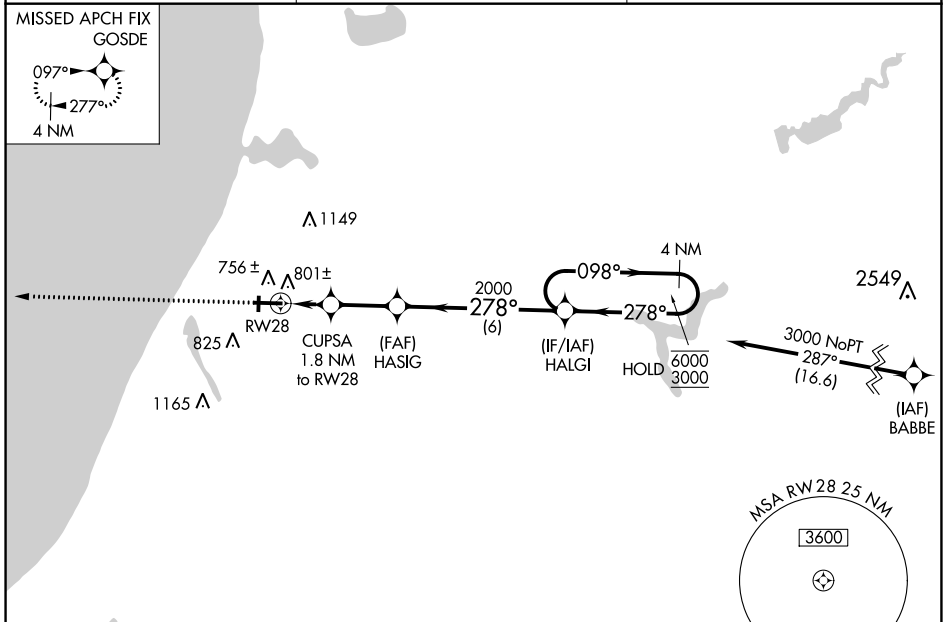 MISSED APCH FIX
GOSDE
097°
277°
4 NM
1149
756 ±
801±
RW28
825
1165
CUPSA
1.8 NM
to RW28
(FAF)
HASIG
2000
278°
(6)
(IF/IAF)
HALGI
4 NM
098°
278°
HOLD
6000
3000
2549
3000 NoPT
287°
(16.6)
(IAF)
BABBE
MSA RW 28 25 NM
3600